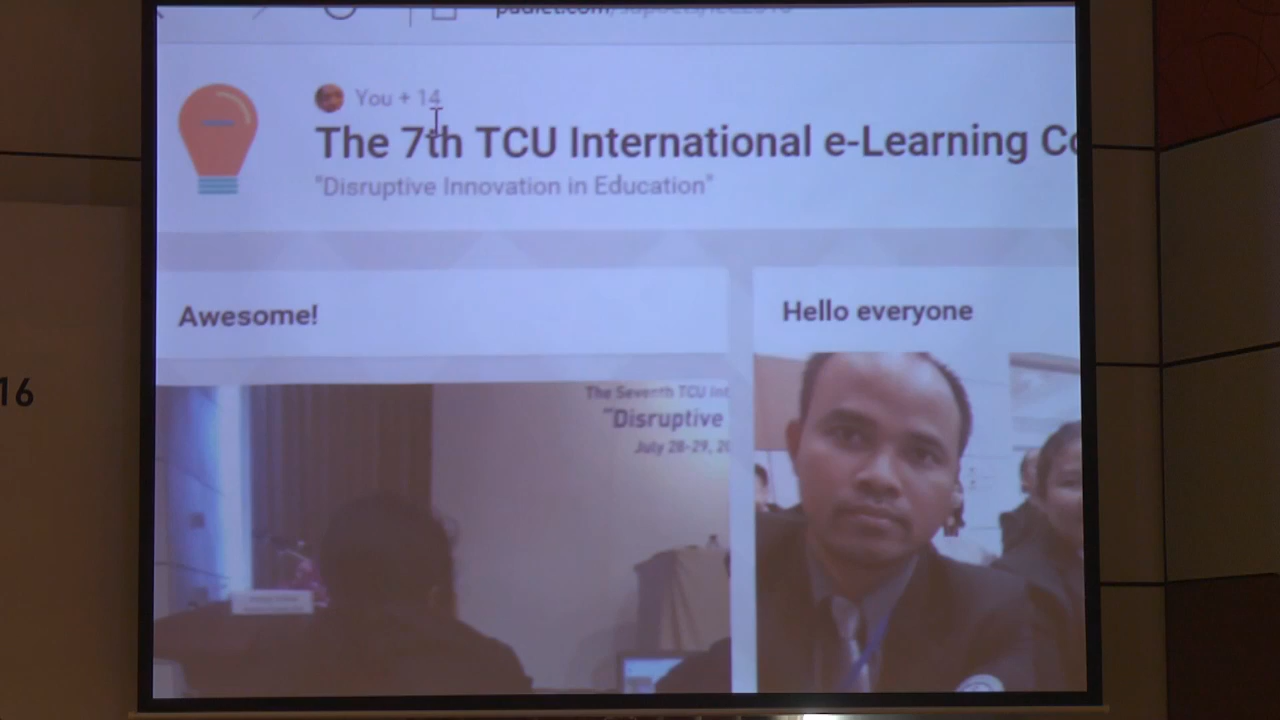 padlet.com/
You + 14
The 7th TCU International e-Learning Co
"Disruptive Innovation in Education"
Awesome!
Hello everyone
The Seventh TCU Int
"Disruptive
July 28-29, 20
16